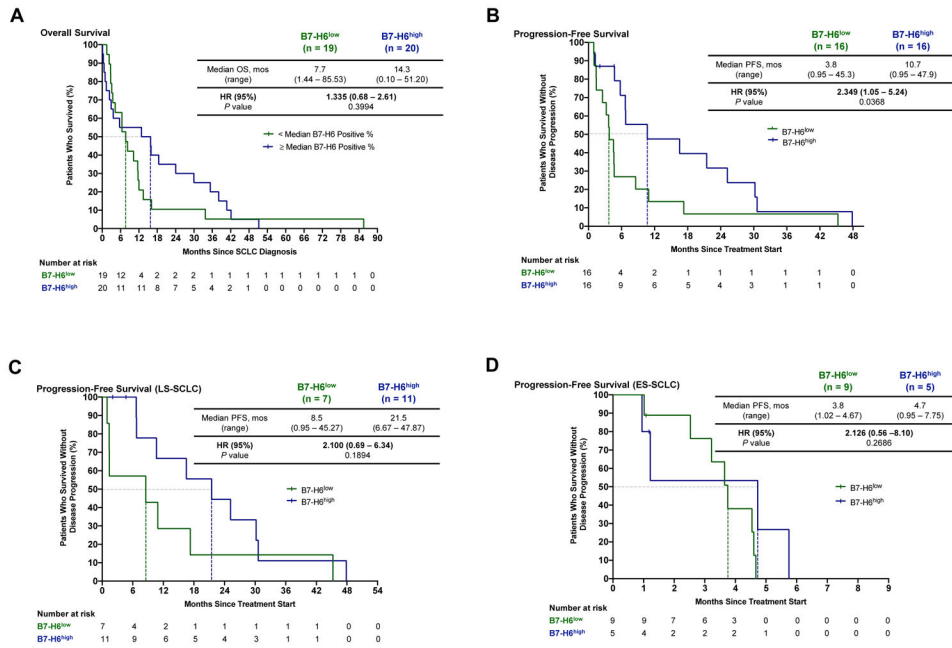 A
Overall Survival
B7-H6low (n = 19)
B7-H6high (n = 20)
Median OS, mos (range)
7.7 (1.44 – 85.53)
14.3 (0.10 – 51.20)
HR (95%)
1.335 (0.68 – 2.61)
P value
0.3994
< Median B7-H6 Positive %
≥ Median B7-H6 Positive %
Patients Who Survived (%)
100
90
80
70
60
50
40
30
20
10
0
0 6 12 18 24 30 36 42 48 54 60 66 72 78 84 90
Months Since SCLC Diagnosis
Number at risk
B7-H6low 19 12 4 2 2 2 1 1 1 1 1 1 1 1 1 0
B7-H6high 20 11 11 8 7 5 4 2 1 0 0 0 0 0 0 0
B
Progression-Free Survival
B7-H6low (n = 16)
B7-H6high (n = 16)
Median PFS, mos (range)
3.8 (0.95 – 45.3)
10.7 (0.95 – 47.9)
HR (95%)
2.349 (1.05 – 5.24)
P value
0.0368
B7-H6low
B7-H6high
Patients Who Survived Without Disease Progression (%)
100
90
80
70
60
50
40
30
20
10
0
0 6 12 18 24 30 36 42 48 54
Months Since Treatment Start
Number at risk
B7-H6low 16 4 2 1 1 1 1 1 0
B7-H6high 16 9 6 5 4 3 1 1 0
C
Progression-Free Survival (LS-SCLC)
B7-H6low (n = 7)
B7-H6high (n = 11)
Median PFS, mos (range)
8.5 (0.95 – 45.27)
21.5 (6.67 – 47.87)
HR (95%)
2.100 (0.69 – 6.34)
P value
0.1894
B7-H6low
B7-H6high
Patients Who Survived Without Disease Progression (%)
100
90
80
70
60
50
40
30
20
10
0
0 6 12 18 24 30 36 42 48 54
Months Since Treatment Start
Number at risk
B7-H6low 7 4 2 1 1 1 1 1 0 0
B7-H6high 11 9 6 5 4 3 1 1 0 0
D
Progression-Free Survival (ES-SCLC)
B7-H6low (n = 9)
B7-H6high (n = 5)
Median PFS, mos (range)
3.8 (1.02 – 4.67)
4.7 (0.95 – 7.75)
HR (95%)
2.126 (0.56 –8.10)
P value
0.2686
B7-H6low
B7-H6high
Patients Who Survived Without Disease Progression (%)
100
90
80
70
60
50
40
30
20
10
0
0 1 2 3 4 5 6 7 8 9
Months Since Treatment Start
Number at risk
B7-H6low 9 9 7 6 3 0 0 0 0 0
B7-H6high 5 4 2 2 2 1 0 0 0 0